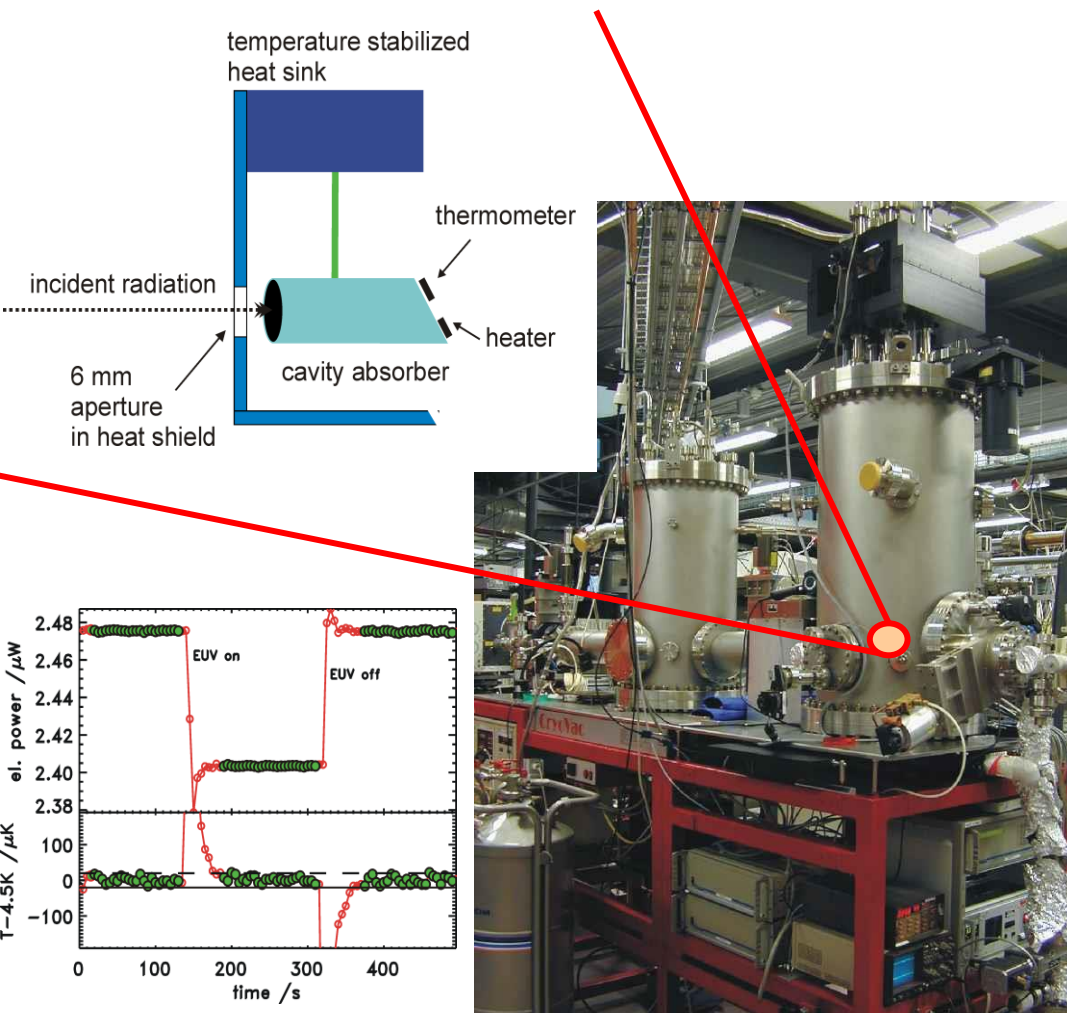 temperature stabilized
heat sink
thermometer
incident radiation
heater
cavity absorber
6 mm
aperture
in heat shield
CryoVac
2.48
2.46
2.44
2.42
2.40
2.38
el. power /μW
EUV on
EUV off
100
0
−100
T−4.5K /μK
0
100
200
300
400
time /s